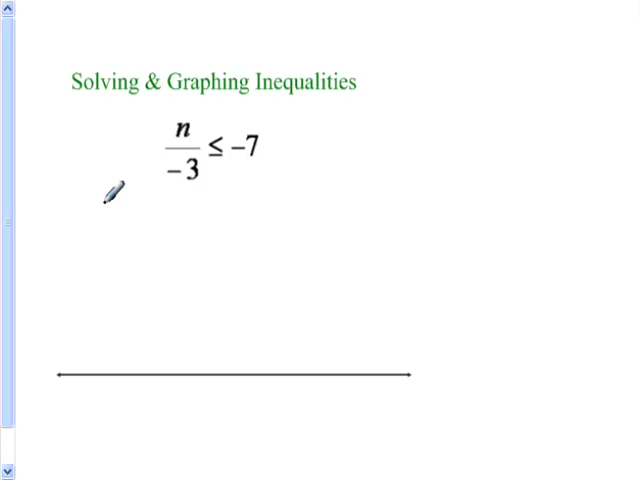 Solving & Graphing Inequalities
n
─── ≤ –7
– 3